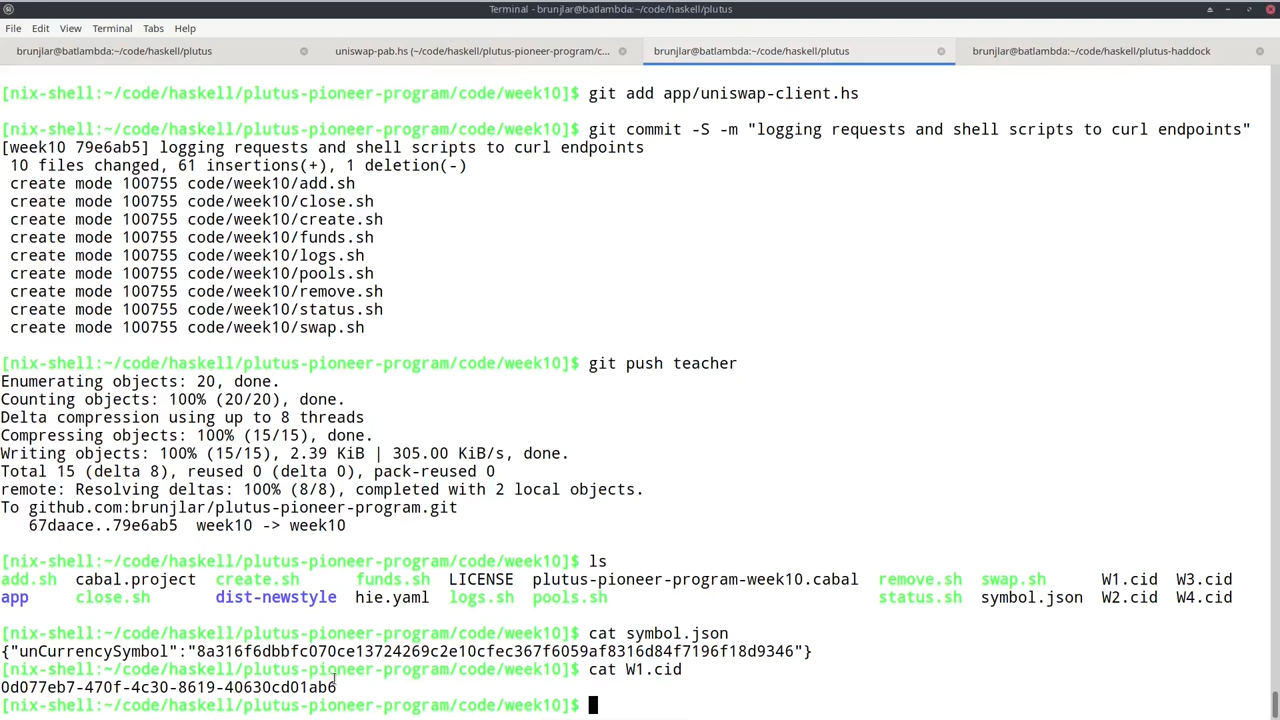 Terminal - brunjlar@batlambda:~/code/haskell/plutus
File Edit View Terminal Tabs Help
brunjlar@batlambda:~/code/haskell/plutus uniswap-pab.hs (~/code/haskell/plutus-pioneer-program/c... brunjlar@batlambda:~/code/haskell/plutus brunjlar@batlambda:~/code/haskell/plutus-haddock
[nix-shell:~/code/haskell/plutus-pioneer-program/code/week10]$ git add app/uniswap-client.hs
[nix-shell:~/code/haskell/plutus-pioneer-program/code/week10]$ git commit -S -m "logging requests and shell scripts to curl endpoints"
[week10 79e6ab5] logging requests and shell scripts to curl endpoints
10 files changed, 61 insertions(+), 1 deletion(-)
create mode 100755 code/week10/add.sh
create mode 100755 code/week10/close.sh
create mode 100755 code/week10/create.sh
create mode 100755 code/week10/funds.sh
create mode 100755 code/week10/logs.sh
create mode 100755 code/week10/pools.sh
create mode 100755 code/week10/remove.sh
create mode 100755 code/week10/status.sh
create mode 100755 code/week10/swap.sh
[nix-shell:~/code/haskell/plutus-pioneer-program/code/week10]$ git push teacher
Enumerating objects: 20, done.
Counting objects: 100% (20/20), done.
Delta compression using up to 8 threads
Compressing objects: 100% (15/15), done.
Writing objects: 100% (15/15), 2.39 KiB | 305.00 KiB/s, done.
Total 15 (delta 8), reused 0 (delta 0), pack-reused 0
remote: Resolving deltas: 100% (8/8), completed with 2 local objects.
To github.com:brunjlar/plutus-pioneer-program.git
67daace..79e6ab5 week10 -> week10
[nix-shell:~/code/haskell/plutus-pioneer-program/code/week10]$ ls
add.sh cabal.project create.sh funds.sh LICENSE plutus-pioneer-program-week10.cabal remove.sh swap.sh W1.cid W3.cid
app close.sh dist-newstyle hie.yaml logs.sh pools.sh status.sh symbol.json W2.cid W4.cid
[nix-shell:~/code/haskell/plutus-pioneer-program/code/week10]$ cat symbol.json
{"unCurrencySymbol":"8a316f6dbbfc070ce13724269c2e10cfec367f6059af8316d84f7196f18d9346"}
[nix-shell:~/code/haskell/plutus-pioneer-program/code/week10]$ cat W1.cid
0d077eb7-470f-4c30-8619-40630cd01ab6
[nix-shell:~/code/haskell/plutus-pioneer-program/code/week10]$